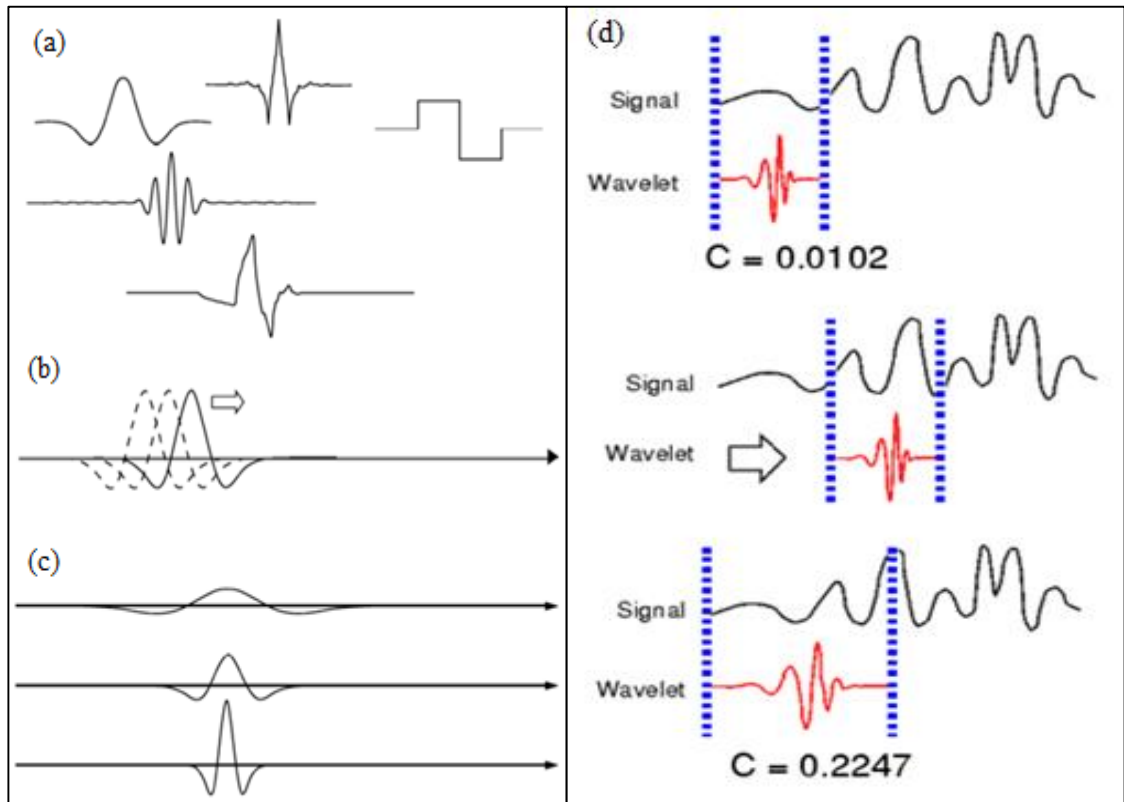 (a)
(b)
(c)
(d)
Signal
Wavelet
C = 0.0102
Signal
Wavelet
Signal
Wavelet
C = 0.2247